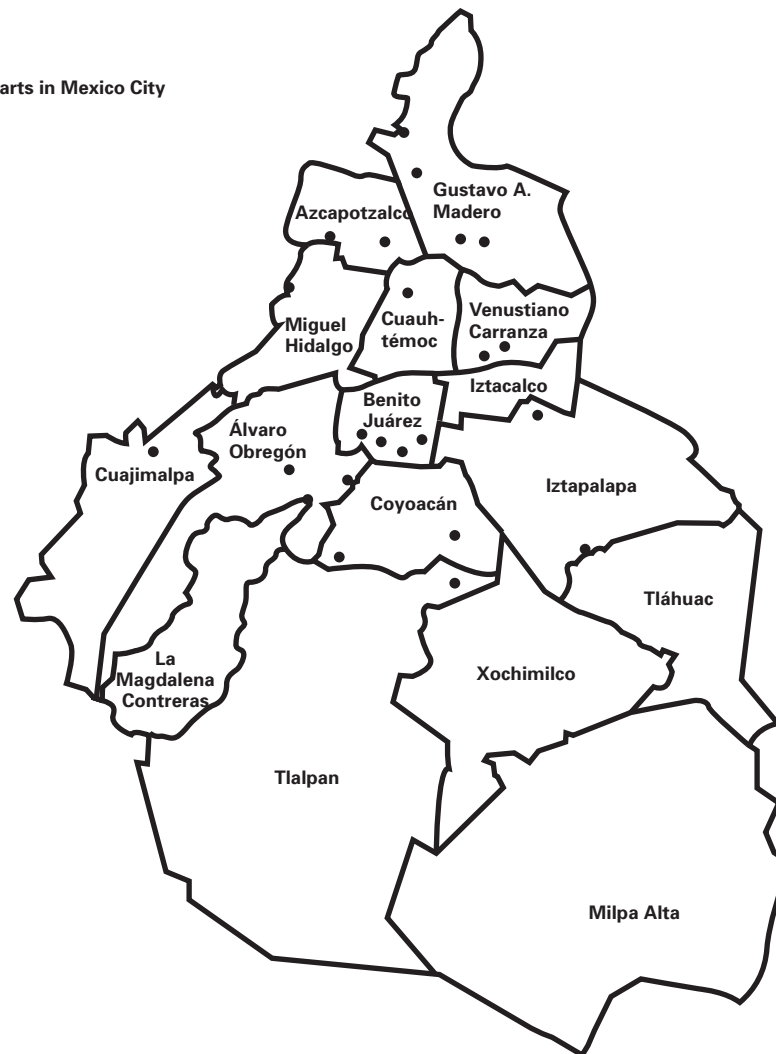 arts in Mexico City
Gustavo A.
Madero
Azcapotzalco
Venustiano
Carranza
Cuauh-
témoc
Miguel
Hidalgo
Iztacalco
Benito
Juárez
Álvaro
Obregón
Cuajimalpa
Iztapalapa
Coyoacán
Tláhuac
La
Magdalena
Contreras
Xochimilco
Tlalpan
Milpa Alta